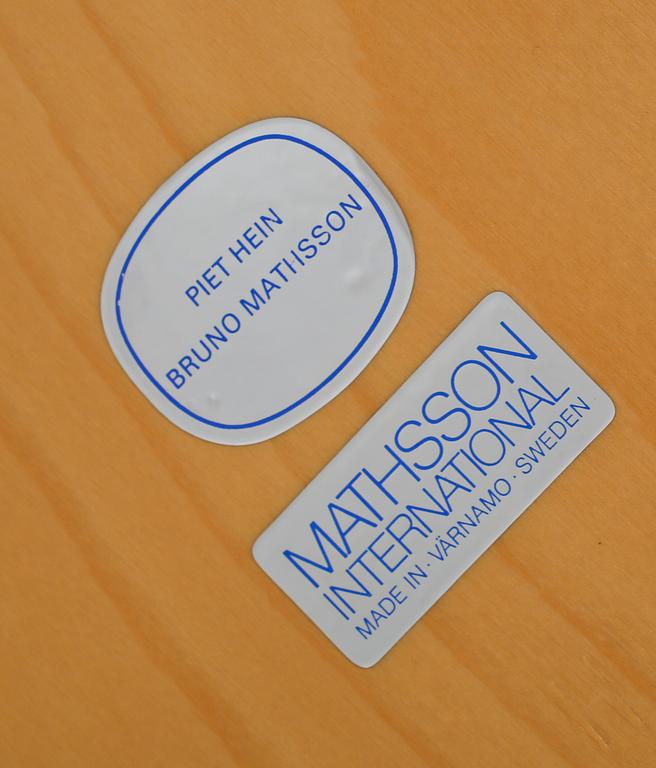 PIET HEIN
BRUNO MATHSSON
MATHSSON
INTERNATIONAL
MADE IN · VÄRNAMO · SWEDEN